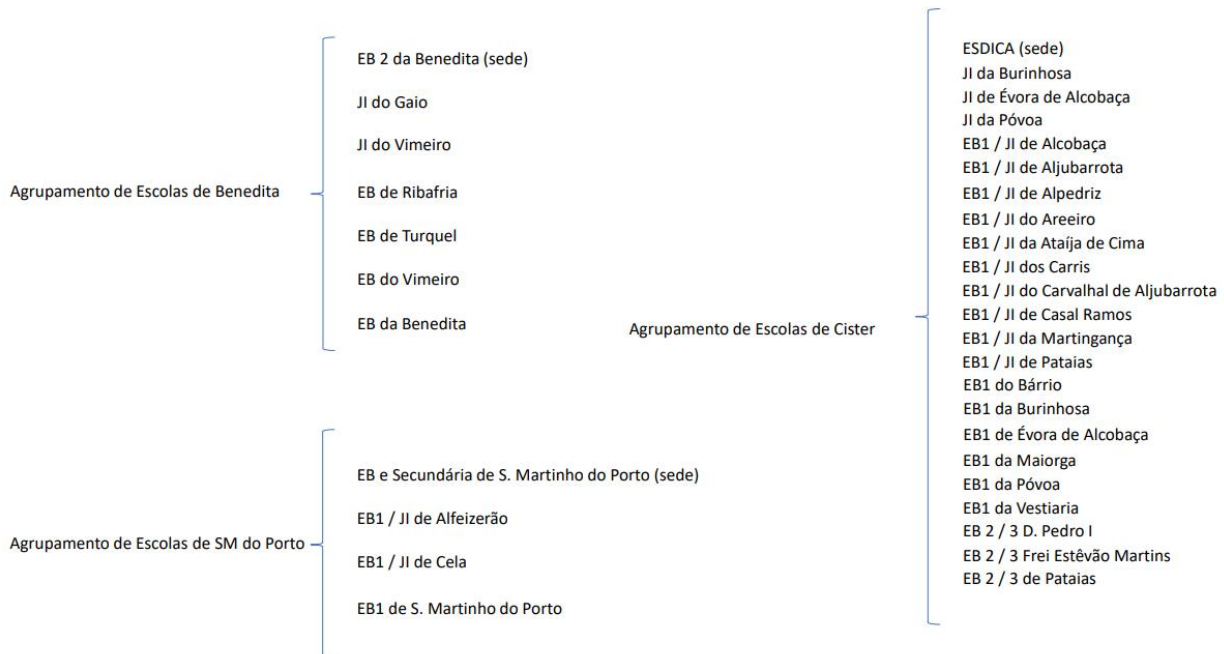 Agrupamento de Escolas de Benedita
EB 2 da Benedita (sede)
JI do Gaio
JI do Vimeiro
EB de Ribafria
EB de Turquel
EB do Vimeiro
EB da Benedita
Agrupamento de Escolas de SM do Porto
EB e Secundária de S. Martinho do Porto (sede)
EB1 / JI de Alfeizerão
EB1 / JI de Cela
EB1 de S. Martinho do Porto
Agrupamento de Escolas de Cister
ESDICA (sede)
JI da Burinhosa
JI de Évora de Alcobaça
JI da Póvoa
EB1 / JI de Alcobaça
EB1 / JI de Aljubarrota
EB1 / JI de Alpedriz
EB1 / JI do Areeiro
EB1 / JI da Ataíja de Cima
EB1 / JI dos Carris
EB1 / JI do Carvalhal de Aljubarrota
EB1 / JI de Casal Ramos
EB1 / JI da Martingança
EB1 / JI de Pataias
EB1 do Bárrio
EB1 da Burinhosa
EB1 de Évora de Alcobaça
EB1 da Maiorga
EB1 da Póvoa
EB1 da Vestiaria
EB 2 / 3 D. Pedro I
EB 2 / 3 Frei Estêvão Martins
EB 2 / 3 de Pataias